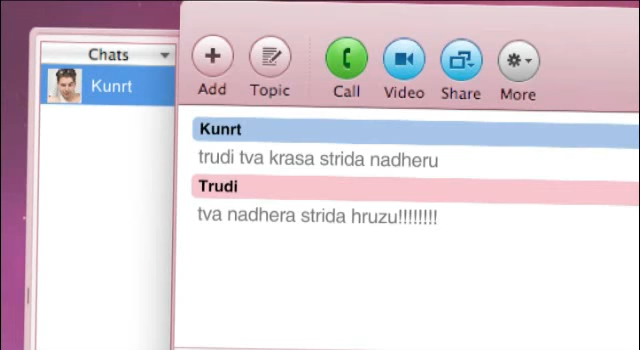 Chats
Kunrt
Add
Topic
Call
Video
Share
More
Kunrt
trudi tva krasa strida nadheru
Trudi
tva nadhera strida hruzu!!!!!!!!